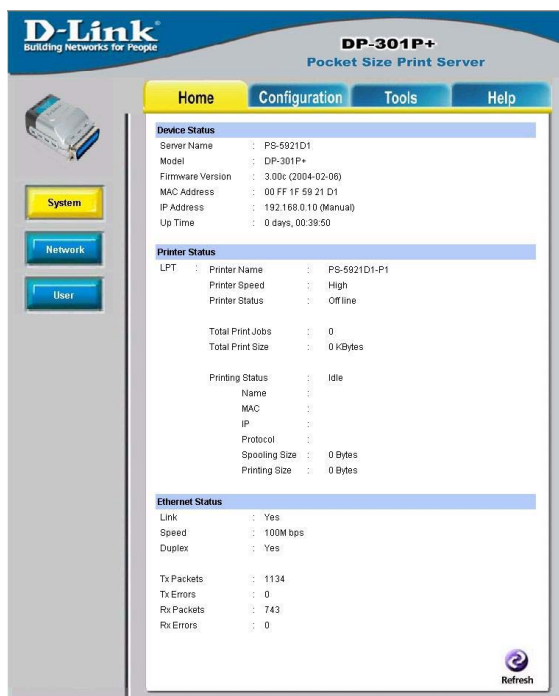 D-Link
Building Networks for People
DP-301P+
Pocket Size Print Server
Home Configuration Tools Help
System
Network
User
Device Status
Server Name : PS-5921D1
Model : DP-301P+
Firmware Version : 3.00c (2004-02-06)
MAC Address : 00 FF 1F 59 21 D1
IP Address : 192.168.0.10 (Manual)
Up Time : 0 days, 00:39:50
Printer Status
LPT : Printer Name : PS-5921D1-P1
Printer Speed : High
Printer Status : Off line
Total Print Jobs : 0
Total Print Size : 0 KBytes
Printing Status : Idle
Name :
MAC :
IP :
Protocol :
Spooling Size : 0 Bytes
Printing Size : 0 Bytes
Ethernet Status
Link : Yes
Speed : 100M bps
Duplex : Yes
Tx Packets : 1134
Tx Errors : 0
Rx Packets : 743
Rx Errors : 0
Refresh